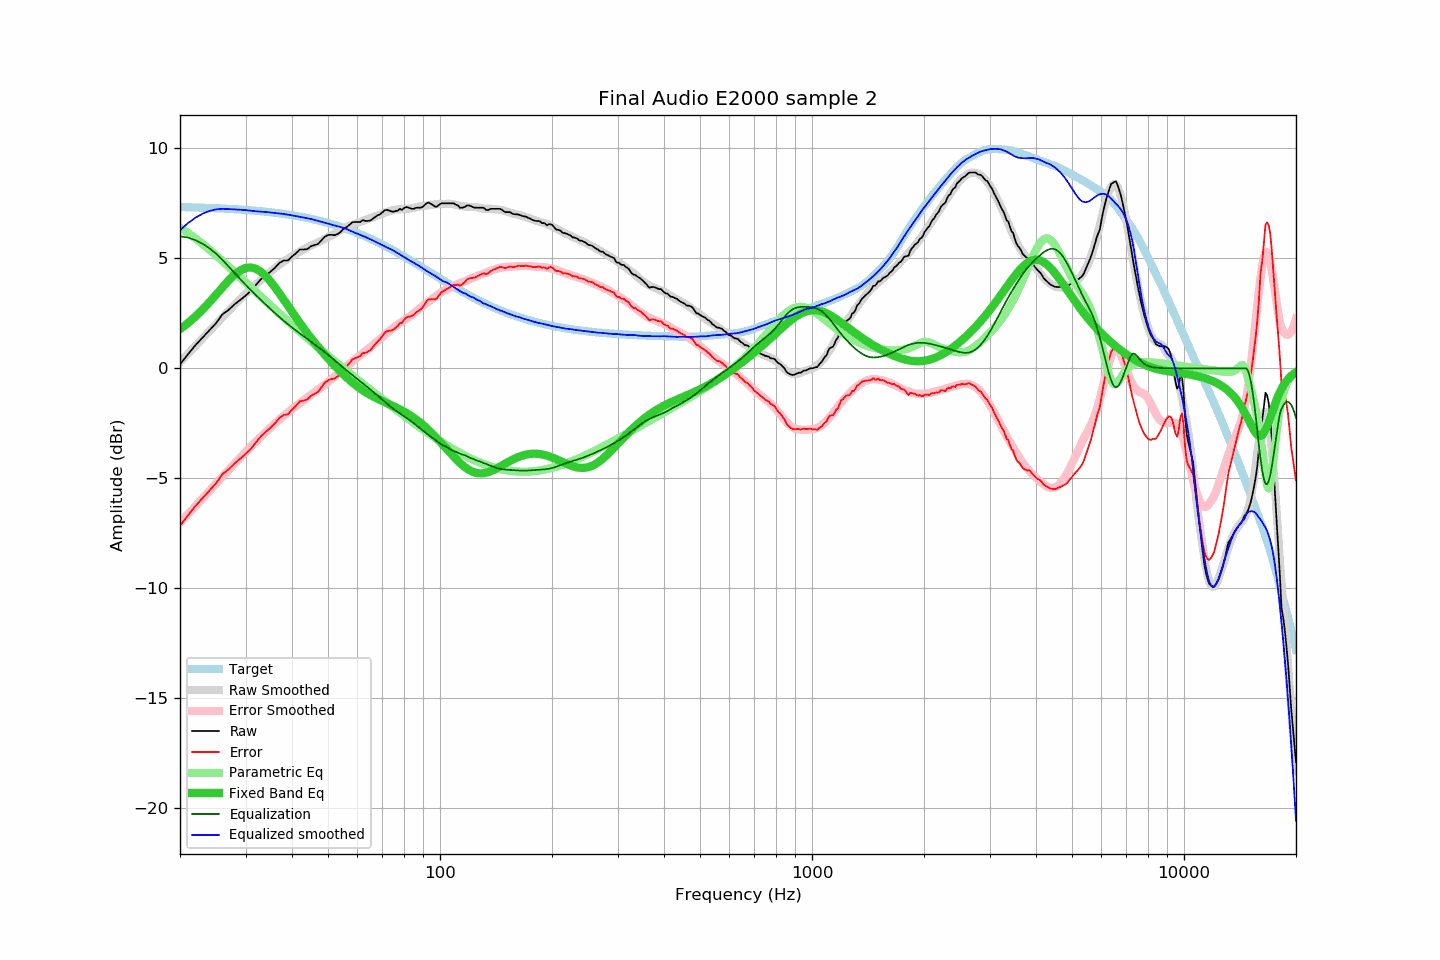 Final Audio E2000 sample 2
10
5
0
−5
−10
−15
−20
Amplitude (dBr)
Target
Raw Smoothed
Error Smoothed
Raw
Error
Parametric Eq
Fixed Band Eq
Equalization
Equalized smoothed
100 1000 10000
Frequency (Hz)